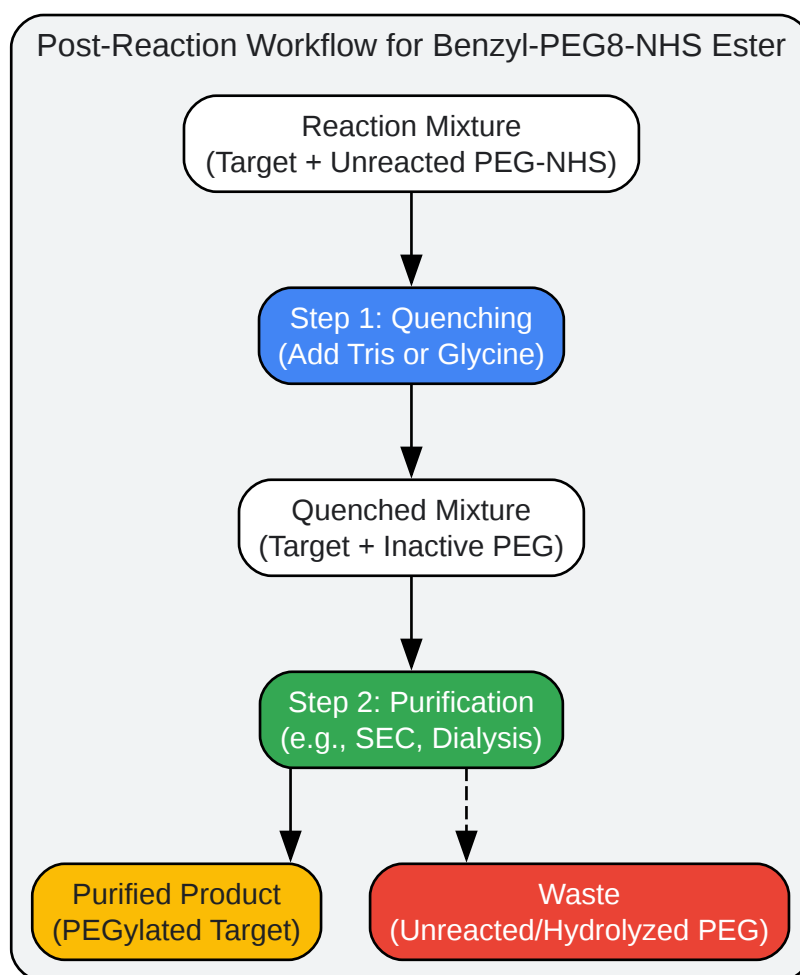 Post-Reaction Workflow for Benzyl-PEG8-NHS Ester
Reaction Mixture
(Target + Unreacted PEG-NHS)
Step 1: Quenching
(Add Tris or Glycine)
Quenched Mixture
(Target + Inactive PEG)
Step 2: Purification
(e.g., SEC, Dialysis)
Purified Product
(PEGylated Target)
Waste
(Unreacted/Hydrolyzed PEG)